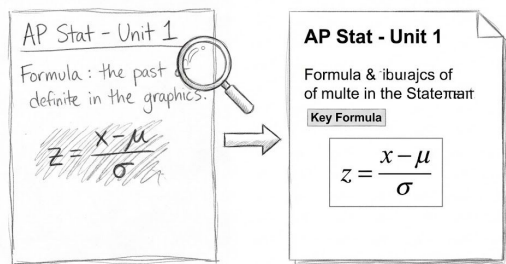 AP Stat - Unit 1
Formula : the past
definite in the graphics.
z = x - μ / σ
AP Stat - Unit 1
Formula & of
of multe in the
Key Formula
z = x - μ / σ